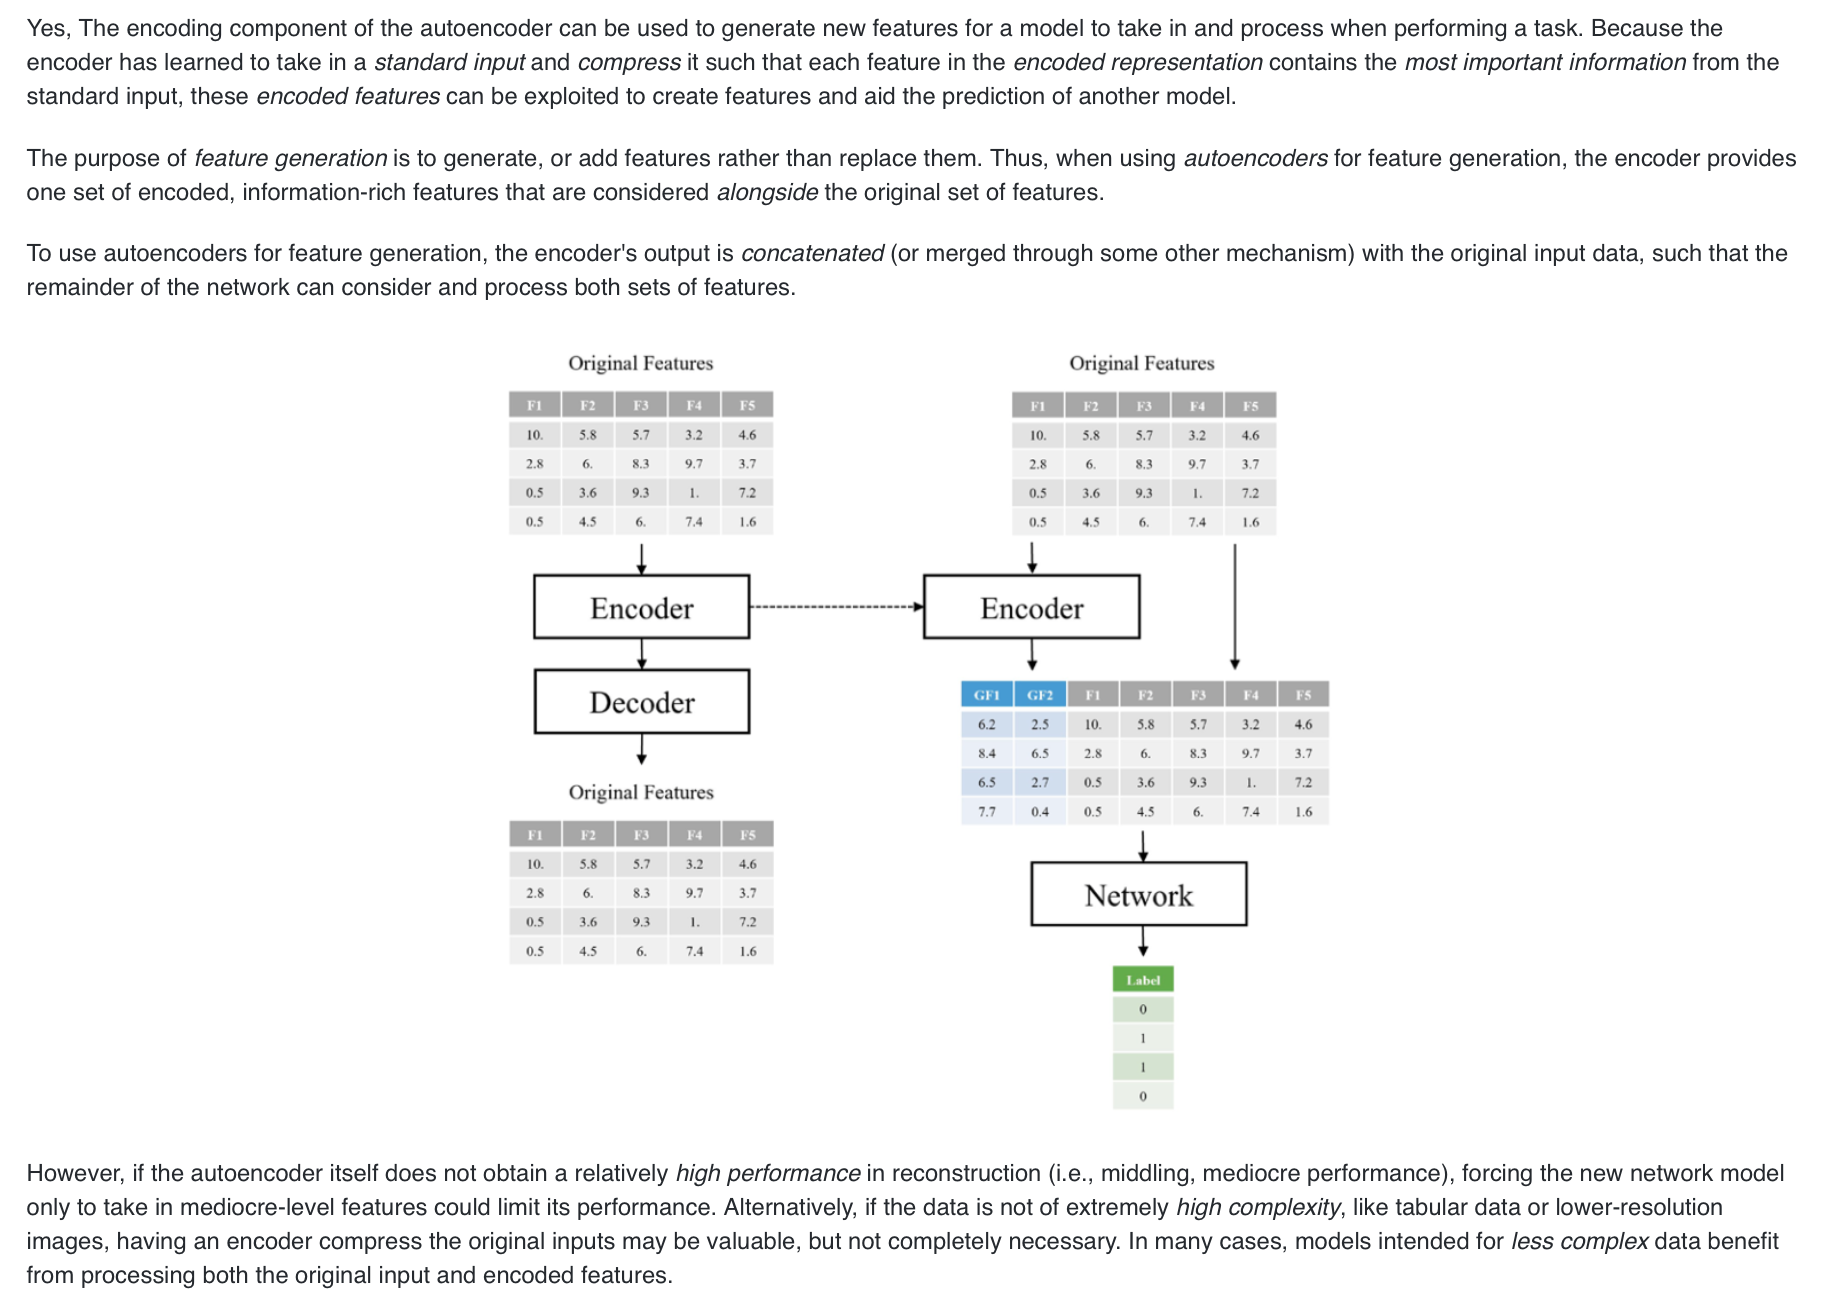 Yes, The encoding component of the autoencoder can be used to generate new features for a model to take in and process when performing a task. Because the
encoder has learned to take in a standard input and compress it such that each feature in the encoded representation contains the most important information from the
standard input, these encoded features can be exploited to create features and aid the prediction of another model.
The purpose of feature generation is to generate, or add features rather than replace them. Thus, when using autoencoders for feature generation, the encoder provides
one set of encoded, information-rich features that are considered alongside the original set of features.
To use autoencoders for feature generation, the encoder's output is concatenated (or merged through some other mechanism) with the original input data, such that the
remainder of the network can consider and process both sets of features.
Original Features
F1 F2 F3 F4 F5
10. 5.8 5.7 3.2 4.6
2.8 6. 8.3 9.7 3.7
0.5 3.6 9.3 1. 7.2
0.5 4.5 6. 7.4 1.6
Encoder
Decoder
Original Features
F1 F2 F3 F4 F5
10. 5.8 5.7 3.2 4.6
2.8 6. 8.3 9.7 3.7
0.5 3.6 9.3 1. 7.2
0.5 4.5 6. 7.4 1.6
Original Features
F1 F2 F3 F4 F5
10. 5.8 5.7 3.2 4.6
2.8 6. 8.3 9.7 3.7
0.5 3.6 9.3 1. 7.2
0.5 4.5 6. 7.4 1.6
Encoder
GF1 GF2 F1 F2 F3 F4 F5
6.2 2.5 10. 5.8 5.7 3.2 4.6
8.4 6.5 2.8 6. 8.3 9.7 3.7
6.5 2.7 0.5 3.6 9.3 1. 7.2
7.7 0.4 0.5 4.5 6. 7.4 1.6
Network
Label
0
1
1
0
However, if the autoencoder itself does not obtain a relatively high performance in reconstruction (i.e., middling, mediocre performance), forcing the new network model
only to take in mediocre-level features could limit its performance. Alternatively, if the data is not of extremely high complexity, like tabular data or lower-resolution
images, having an encoder compress the original inputs may be valuable, but not completely necessary. In many cases, models intended for less complex data benefit
from processing both the original input and encoded features.